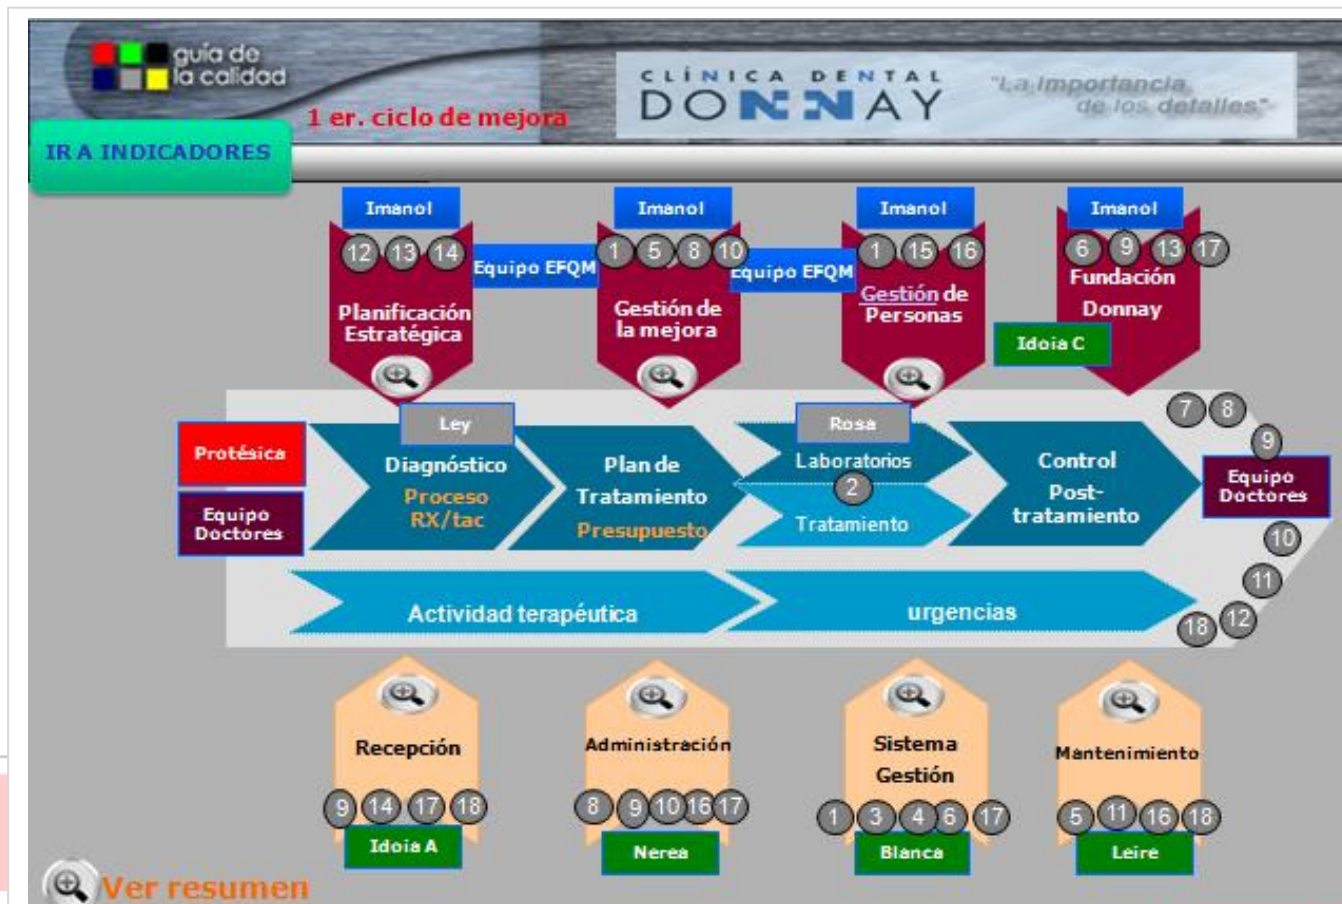 guía de
la calidad
1 er. ciclo de mejora
CLÍNICA DENTAL
DONNAY
"La importancia
de los detalles"
IR A INDICADORES
Imanol
Imanol
Imanol
Imanol
12 13 14
1 5 8 10
1 15 16
6 9 13 17
Equipo EFQM
Equipo EFQM
Planificación
Estratégica
Gestión de
la mejora
Gestión de
Personas
Fundación
Donnay
Idoia C
Ley
Rosa
7 8
9
Protésica
Equipo
Doctores
Diagnóstico
Proceso
RX/tac
Plan de
Tratamiento
Presupuesto
Laboratorios
2
Tratamiento
Control
Post-
tratamiento
Equipo
Doctores
10
11
12
18
Actividad terapéutica
urgencias
Recepción
Administración
Sistema
Gestión
Mantenimiento
9 14 17 18
8 9 10 16 17
1 3 4 6 17
5 11 16 18
Idoia A
Nerea
Blanca
Leire
Ver resumen